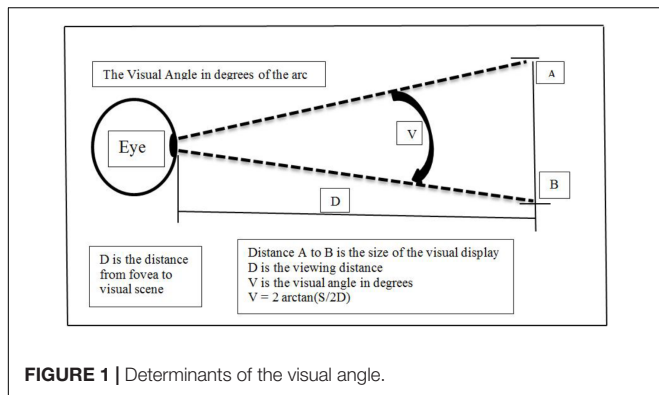 The Visual Angle in degrees of the arc
A
Eye
V
B
D
D is the distance
from fovea to
visual scene
Distance A to B is the size of the visual display
D is the viewing distance
V is the visual angle in degrees
V = 2 arctan(S/2D)
FIGURE 1 | Determinants of the visual angle.